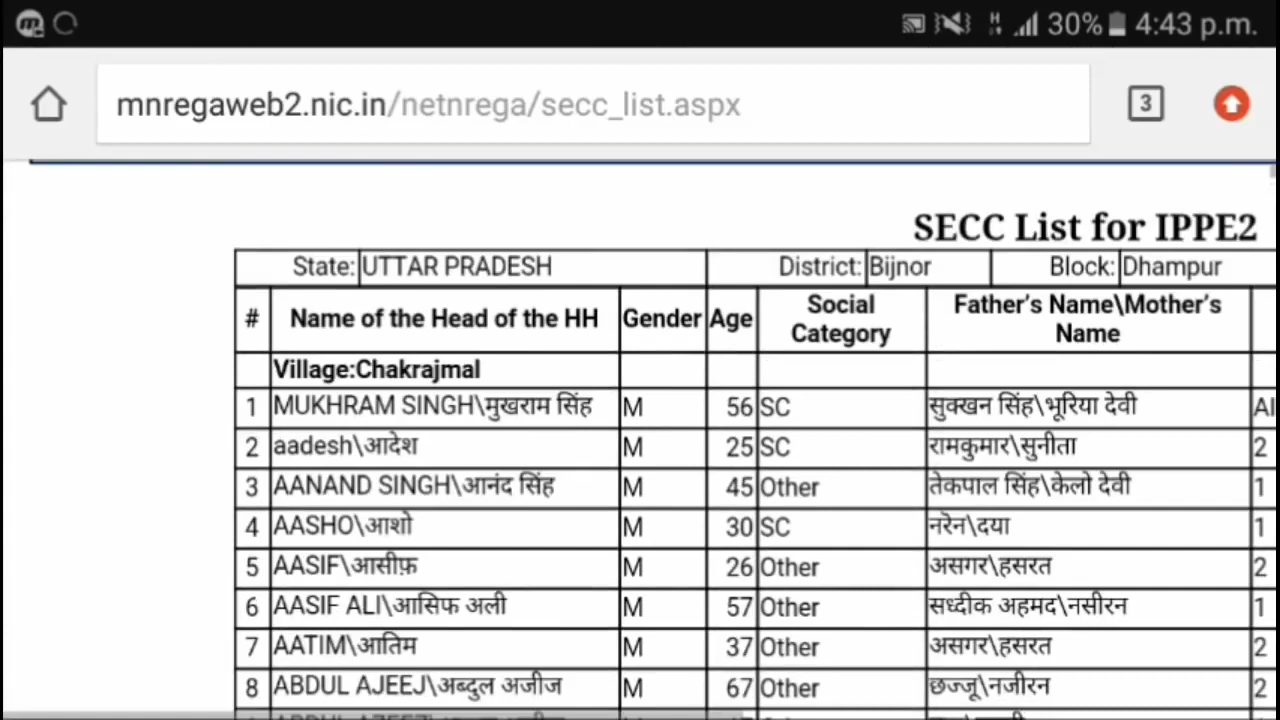 30% 4:43 p.m.
mnregaweb2.nic.in/netnrega/secc_list.aspx 3
SECC List for IPPE2
State: UTTAR PRADESH District: Bijnor Block: Dhampur
# Name of the Head of the HH Gender Age Social Category Father's Name\Mother's Name
Village:Chakrajmal
1 MUKHRAM SINGH\मुखराम सिंह M 56 SC सुक्खन सिंह\भूरिया देवी
2 aadesh\आदेश M 25 SC रामकुमार\सुनीता 2
3 AANAND SINGH\आनंद सिंह M 45 Other तेकपाल सिंह\केलो देवी 1
4 AASHO\आशो M 30 SC नरेन\दया 1
5 AASIF\आसीफ़ M 26 Other असगर\हसरत 2
6 AASIF ALI\आसिफ अली M 57 Other सध्दीक अहमद\नसीरन 1
7 AATIM\आतिम M 37 Other असगर\हसरत 2
8 ABDUL AJEEJ\अब्दुल अजीज M 67 Other छज्जू\नजीरन 2